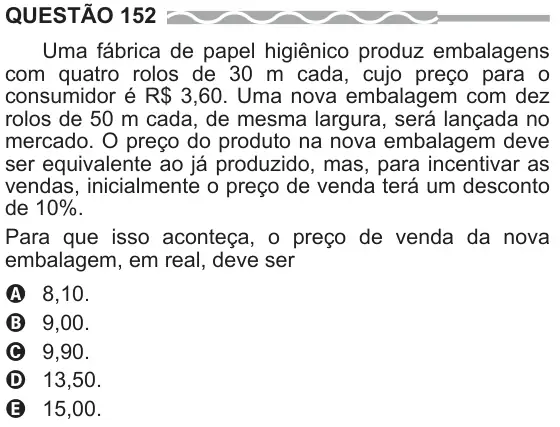 QUESTÃO 152
Uma fábrica de papel higiênico produz embalagens
com quatro rolos de 30 m cada, cujo preço para o
consumidor é R$ 3,60. Uma nova embalagem com dez
rolos de 50 m cada, de mesma largura, será lançada no
mercado. O preço do produto na nova embalagem deve
ser equivalente ao já produzido, mas, para incentivar as
vendas, inicialmente o preço de venda terá um desconto
de 10%.
Para que isso aconteça, o preço de venda da nova
embalagem, em real, deve ser
A 8,10.
B 9,00.
C 9,90.
D 13,50.
E 15,00.